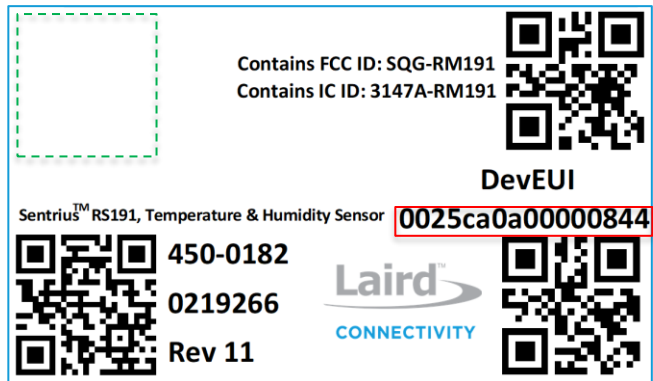 Contains FCC ID: SQG-RM191
Contains IC ID: 3147A-RM191
DevEUI
Sentrius™ RS191, Temperature & Humidity Sensor
0025ca0a00000844
450-0182
0219266
Rev 11
Laird™
CONNECTIVITY